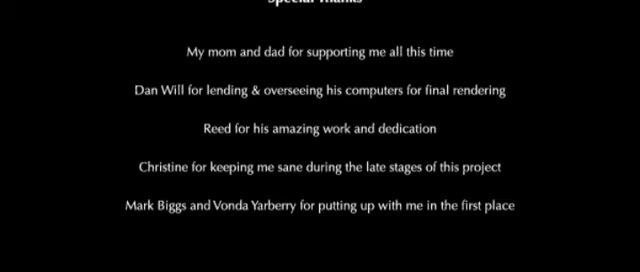 Special Thanks
My mom and dad for supporting me all this time
Dan Will for lending & overseeing his computers for final rendering
Reed for his amazing work and dedication
Christine for keeping me sane during the late stages of this project
Mark Biggs and Vonda Yarberry for putting up with me in the first place